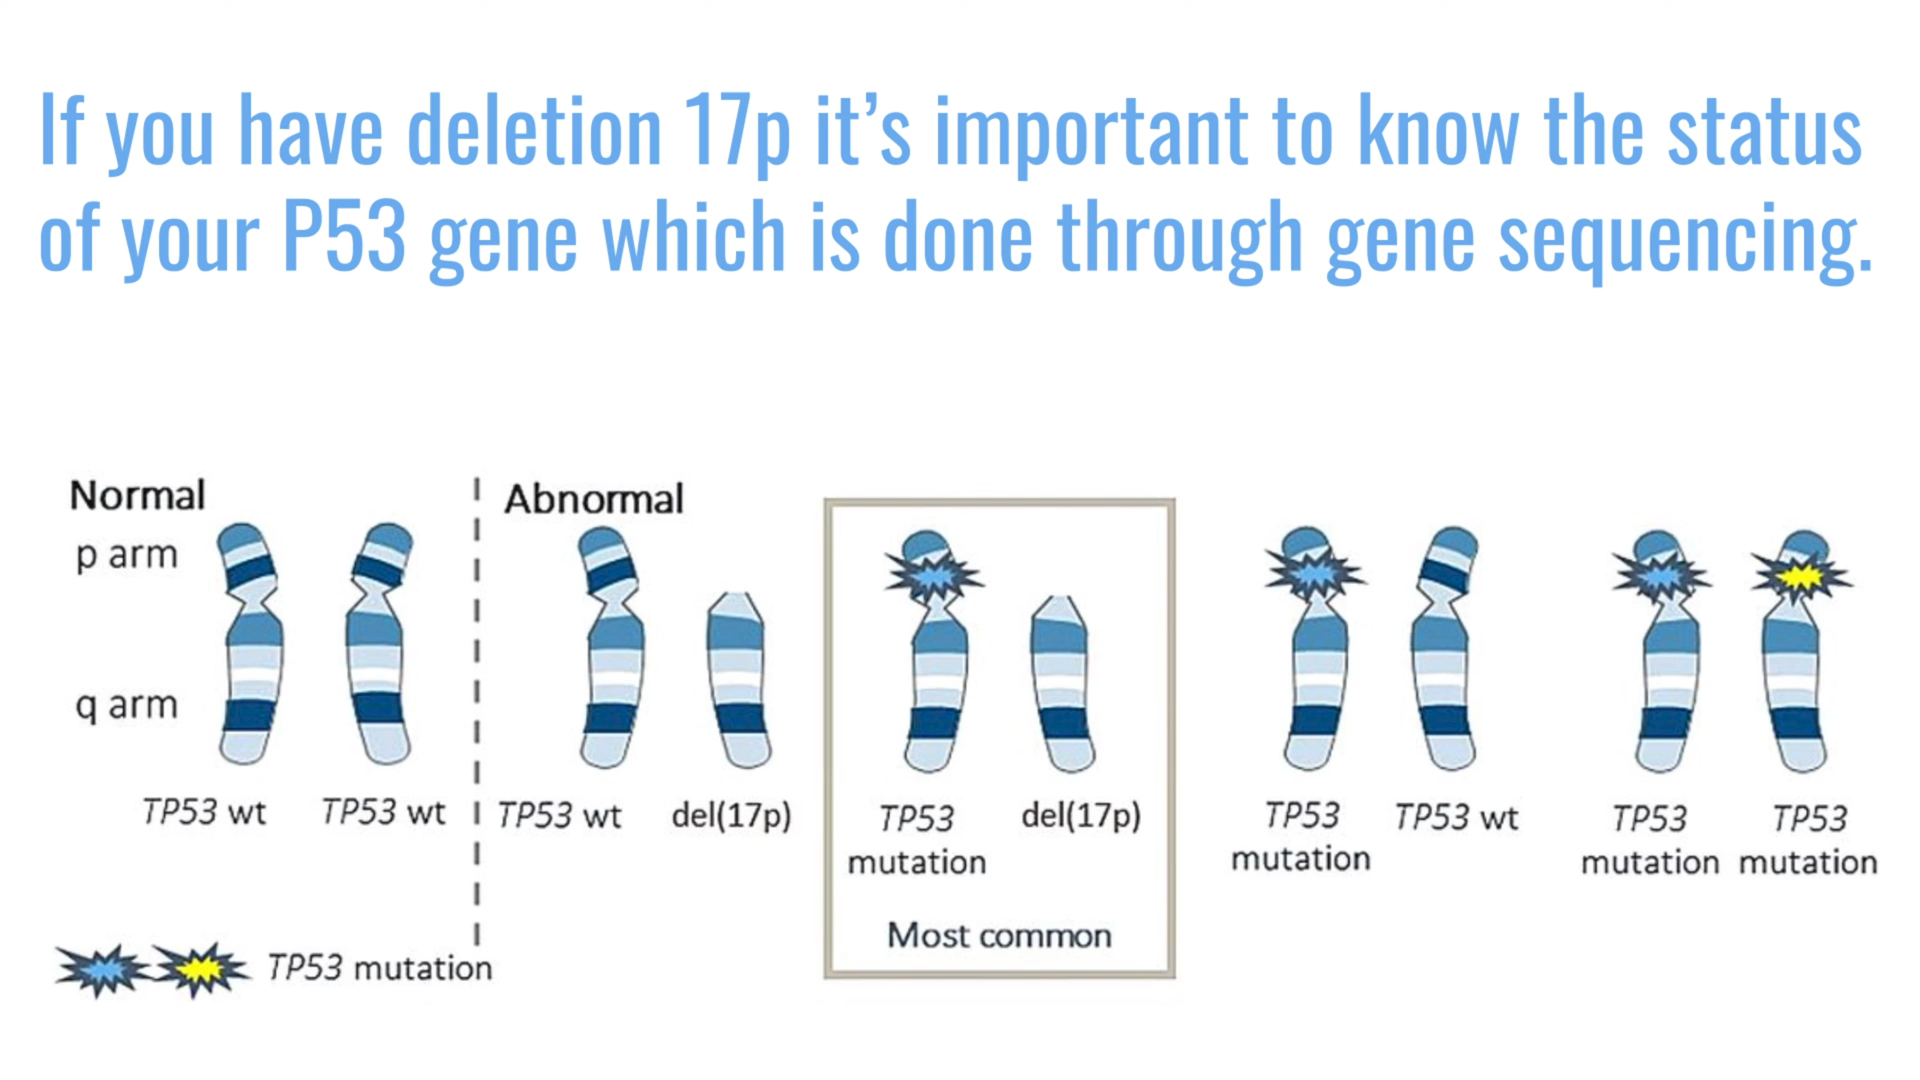 If you have deletion 17p it’s important to know the status
of your P53 gene which is done through gene sequencing.
Normal
Abnormal
p arm
q arm
TP53 wt
TP53 wt
TP53 wt
del(17p)
TP53
mutation
del(17p)
Most common
TP53
mutation
TP53 wt
TP53
mutation
TP53
mutation
TP53 mutation